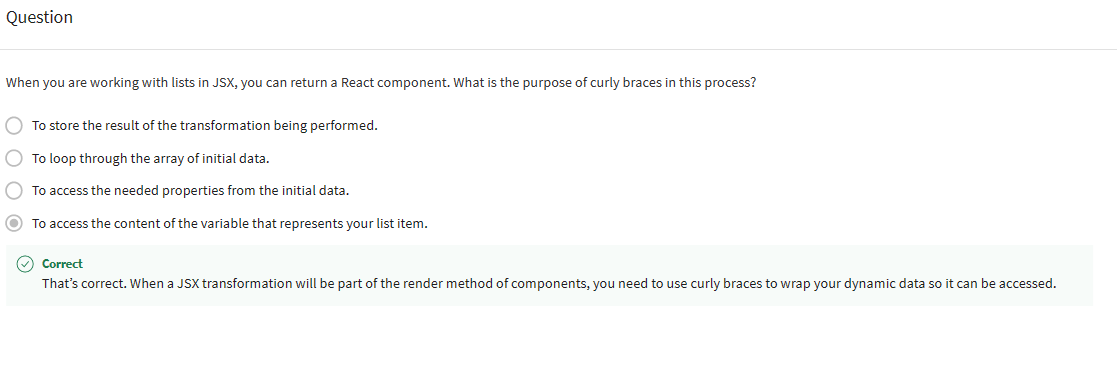 Question
When you are working with lists in JSX, you can return a React component. What is the purpose of curly braces in this process?
To store the result of the transformation being performed.
To loop through the array of initial data.
To access the needed properties from the initial data.
To access the content of the variable that represents your list item.
Correct
That’s correct. When a JSX transformation will be part of the render method of components, you need to use curly braces to wrap your dynamic data so it can be accessed.